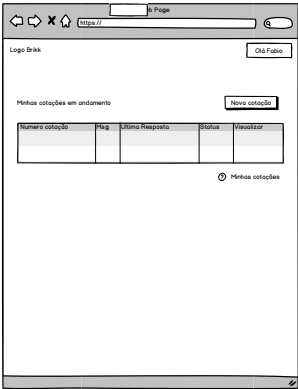 b Page
https://
Logo Brikk
Olá Fabio.
Minhas cotações em andamento
Nova cotação
Numero cotação Msg Ultima Resposta Status Visualizar
? Minhas cotações